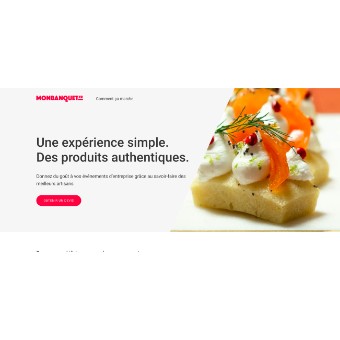 MONBANQUET.FR
Comment ça marche
Une expérience simple.
Des produits authentiques.
Donnez du goût à vos événements d'entreprise grâce au savoir-faire des
meilleurs artisans.